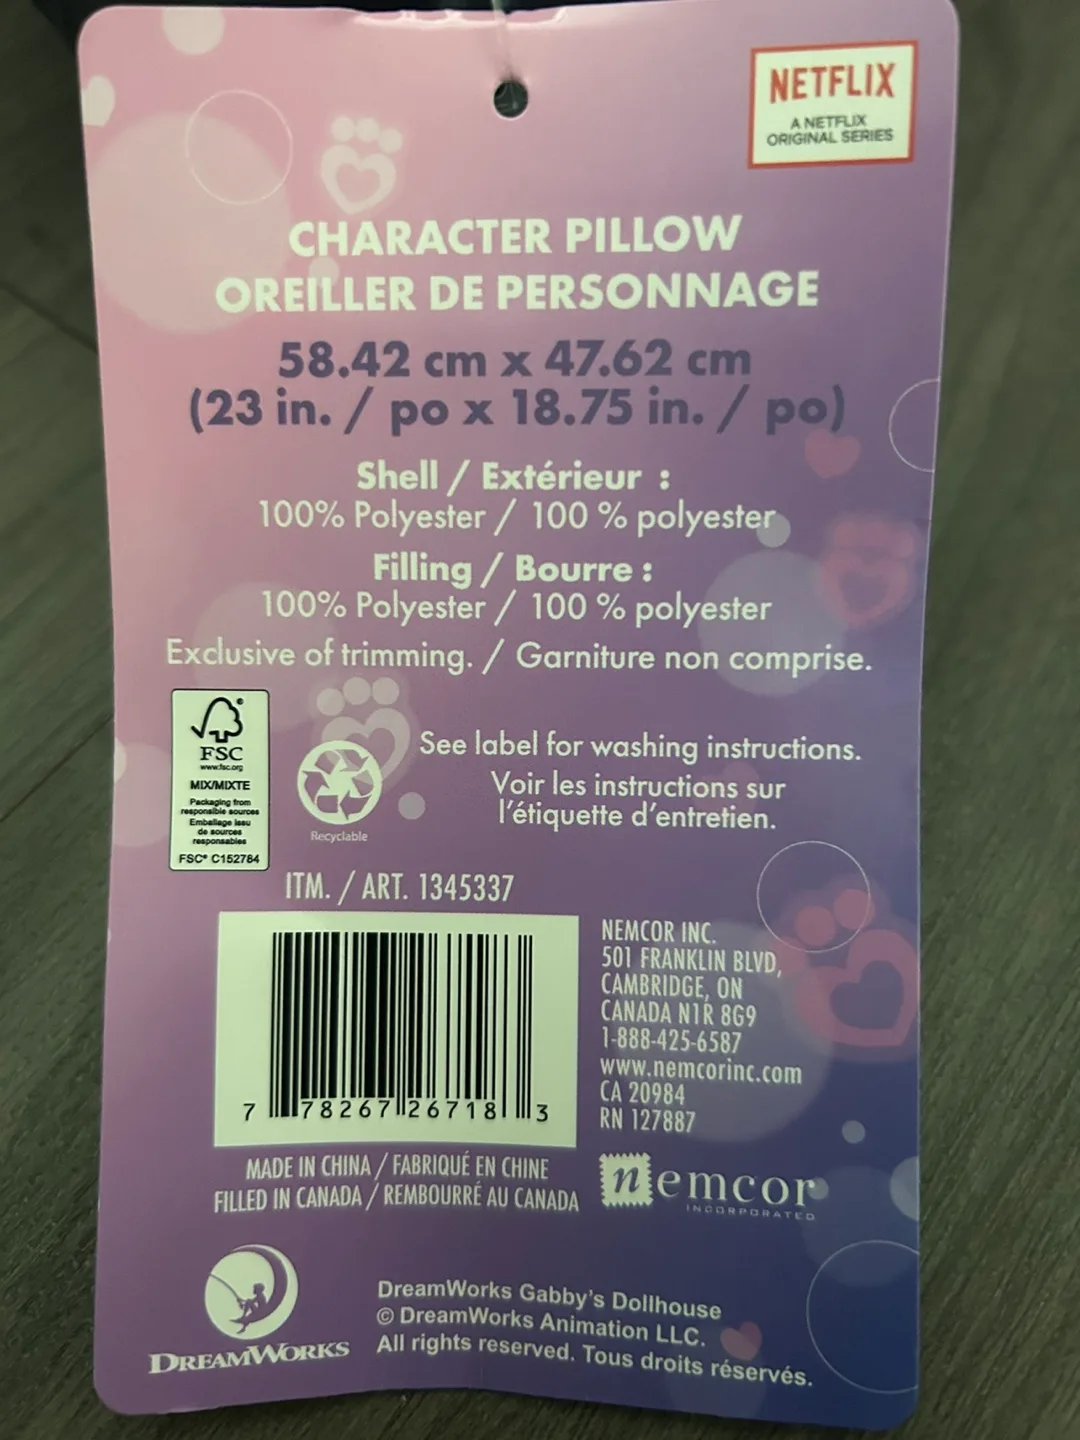 NETFLIX
A NETFLIX
ORIGINAL SERIES
CHARACTER PILLOW
OREILLER DE PERSONNAGE
58.42 cm x 47.62 cm
(23 in. / po x 18.75 in. / po)
Shell / Extérieur :
100% Polyester / 100 % polyester
Filling / Bourre :
100% Polyester / 100 % polyester
Exclusive of trimming. / Garniture non comprise.
FSC
www.fsc.org
MIX/MIXTE
Packaging from
responsible sources
Emballage issu
de sources
responsables
FSC® C152784
Recyclable
See label for washing instructions.
Voir les instructions sur
l'étiquette d'entretien.
ITM. / ART. 1345337
7 78267 26718 3
NEMCOR INC.
501 FRANKLIN BLVD,
CAMBRIDGE, ON
CANADA N1R 8G9
1-888-425-6587
www.nemcorinc.com
CA 20984
RN 127887
MADE IN CHINA / FABRIQUÉ EN CHINE
FILLED IN CANADA / REMBOURRÉ AU CANADA
nemcor
INCORPORATED
DREAMWORKS
DreamWorks Gabby's Dollhouse
© DreamWorks Animation LLC.
All rights reserved. Tous droits réservés.